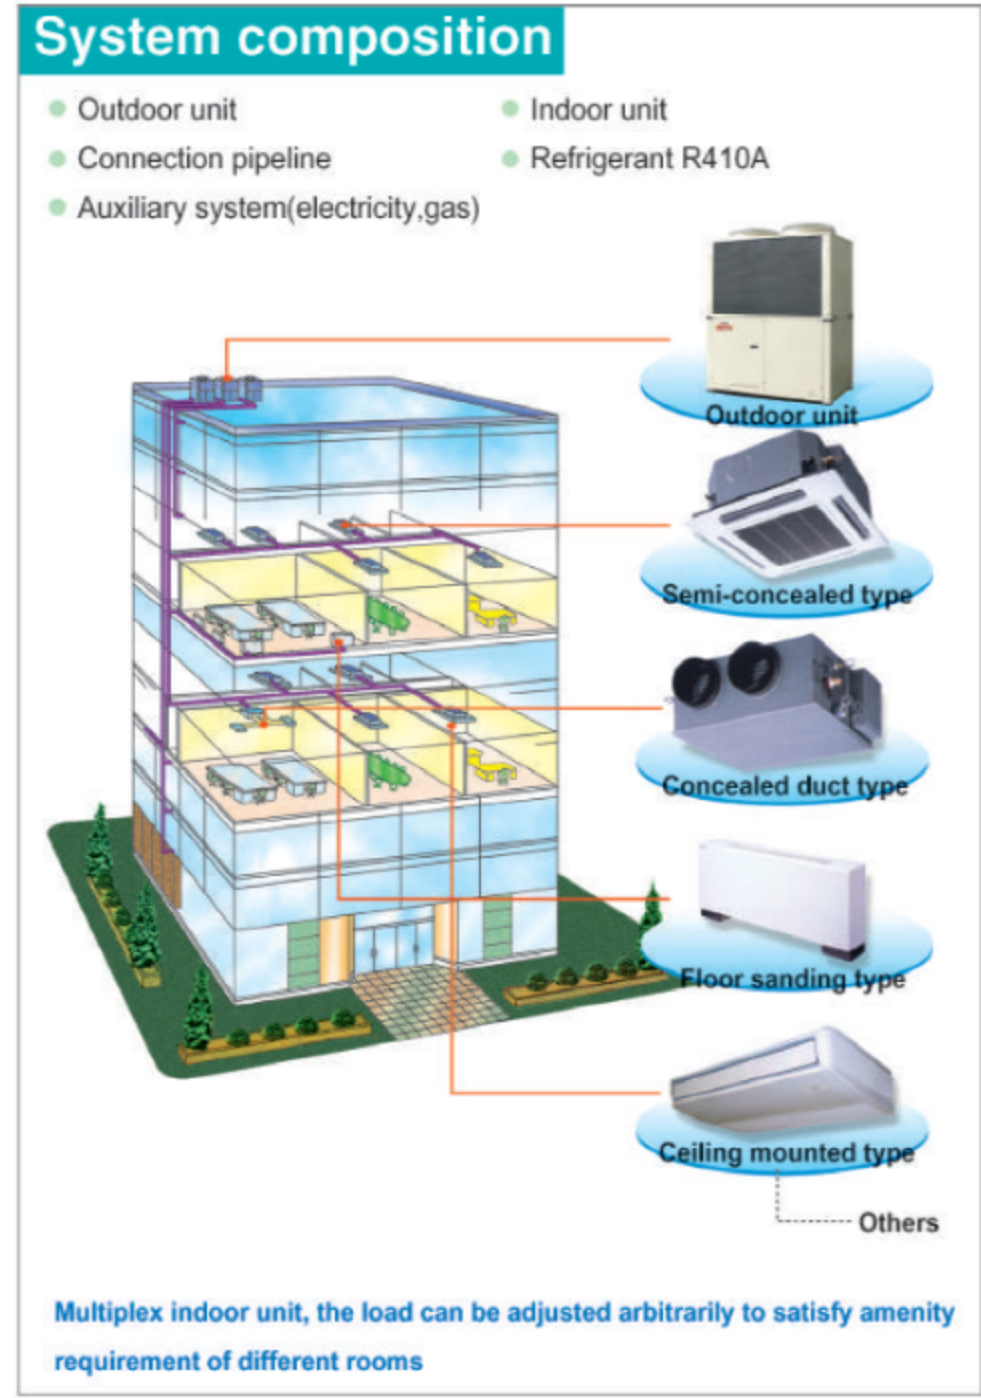 System composition
Outdoor unit
Indoor unit
Connection pipeline
Refrigerant R410A
Auxiliary system(electricity,gas)
Outdoor unit
Semi-concealed type
Concealed duct type
Floor sanding type
Ceiling mounted type
Others
Multiplex indoor unit, the load can be adjusted arbitrarily to satisfy amenity
requirement of different rooms